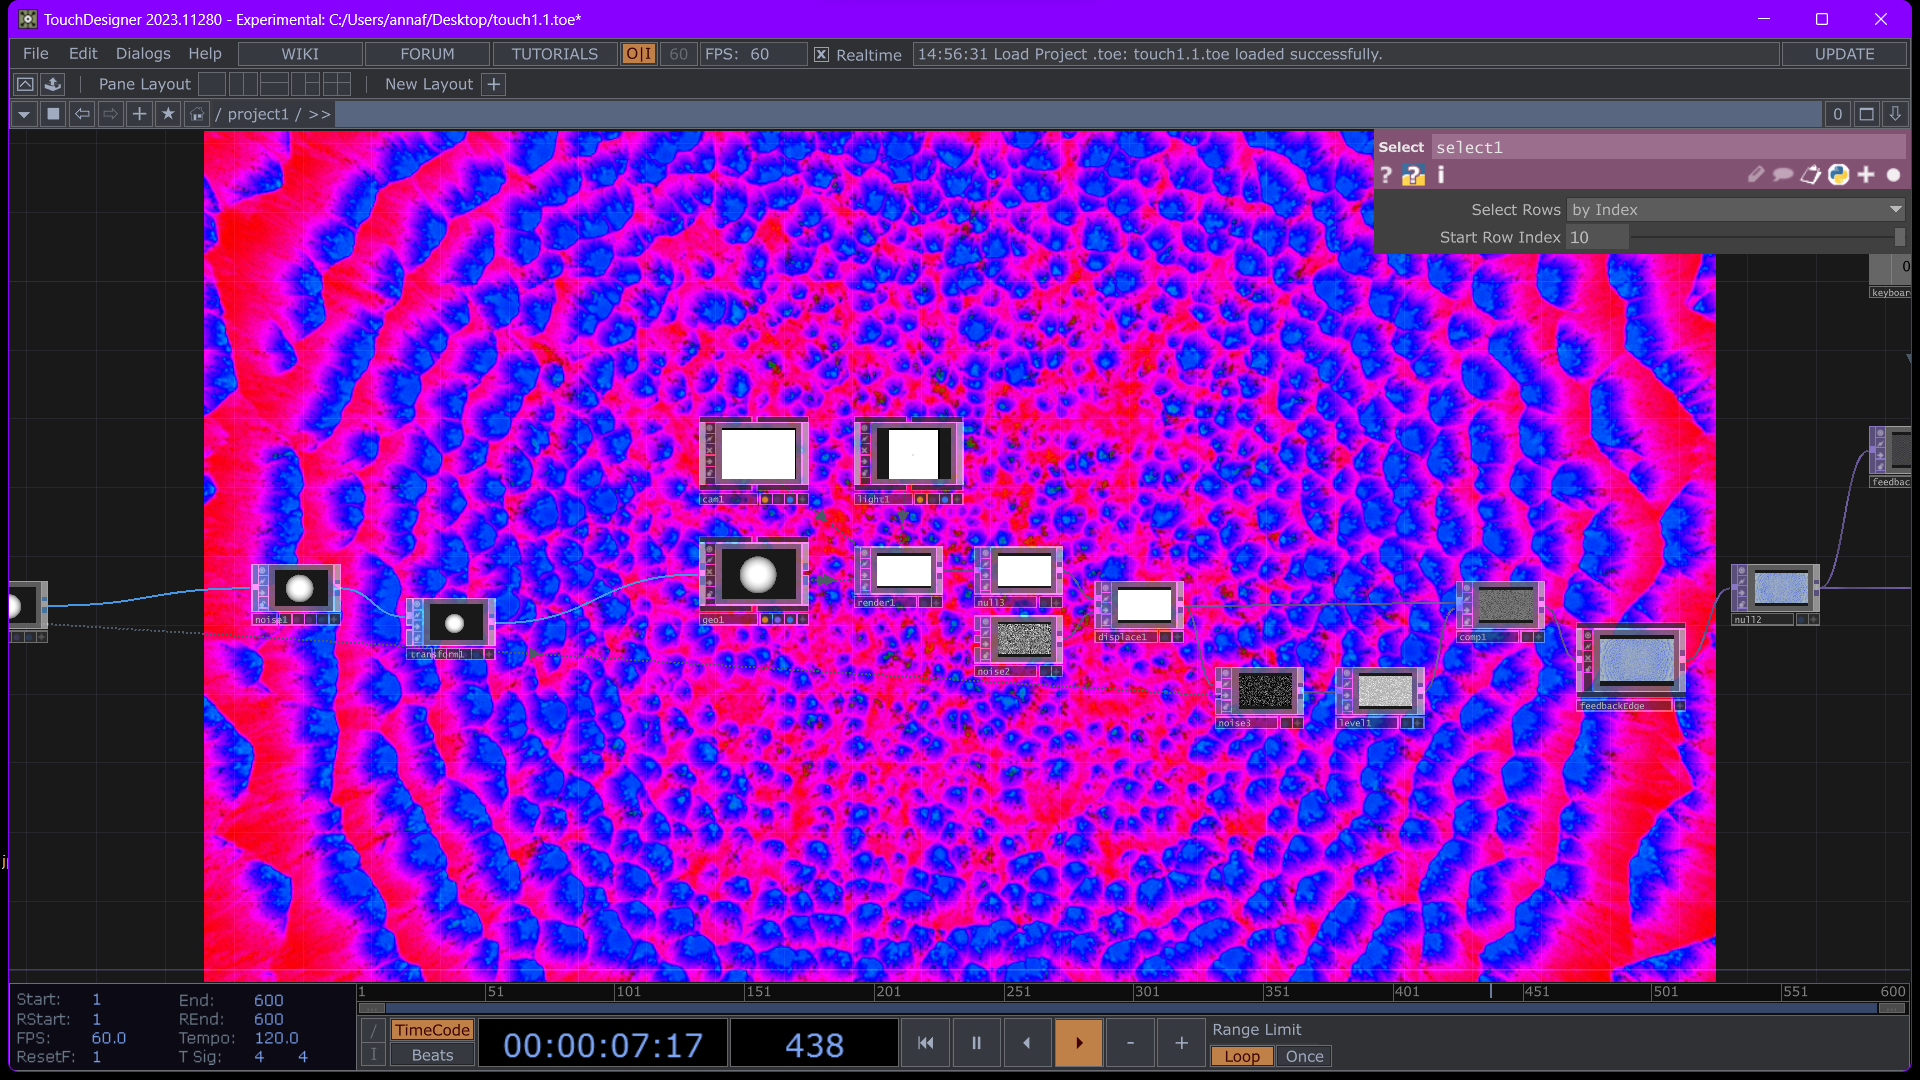 TouchDesigner 2023.11280 - Experimental: C:/Users/annaf/Desktop/touch1.1.toe*
File Edit Dialogs Help WIKI FORUM TUTORIALS O|I 60 FPS: 60 Realtime 14:56:31 Load Project .toe: touch1.1.toe loaded successfully. UPDATE
Pane Layout New Layout +
/ project1 / >> 0
Select select1
? ? i
Select Rows by Index
Start Row Index 10
0
keyboar
cam1 light1
feedbac
noise1 geo1 render1 null3 null2
transform1 noise2 displace1 comp1
feedbackEdge
noise3 level1
Start: 1 End: 600
RStart: 1 REnd: 600
FPS: 60.0 Tempo: 120.0
ResetF: 1 T Sig: 4 4
1 51 101 151 201 251 301 351 401 451 501 551 600
/ TimeCode 00:00:07:17 438 - + Range Limit
I Beats Loop Once